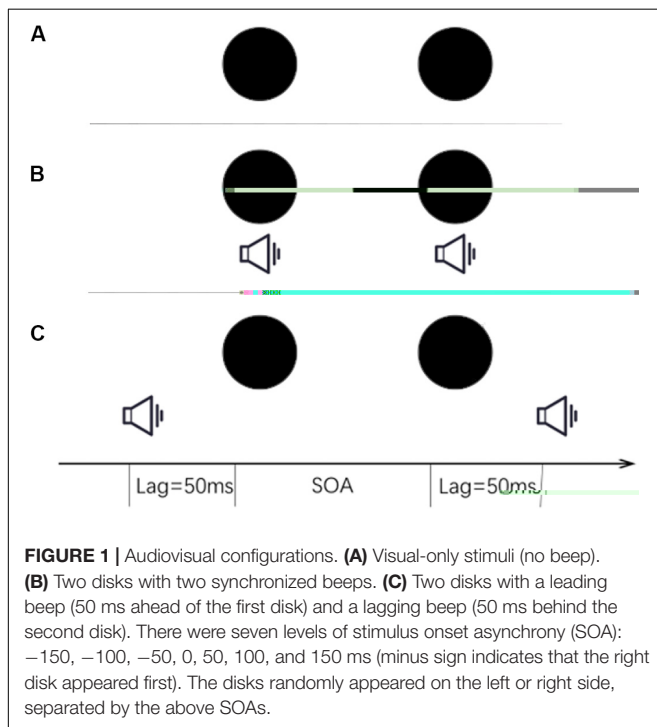 A
B
C
Lag=50ms SOA Lag=50ms
FIGURE 1 | Audiovisual configurations. (A) Visual-only stimuli (no beep).
(B) Two disks with two synchronized beeps. (C) Two disks with a leading
beep (50 ms ahead of the first disk) and a lagging beep (50 ms behind the
second disk). There were seven levels of stimulus onset asynchrony (SOA):
−150, −100, −50, 0, 50, 100, and 150 ms (minus sign indicates that the right
disk appeared first). The disks randomly appeared on the left or right side,
separated by the above SOAs.